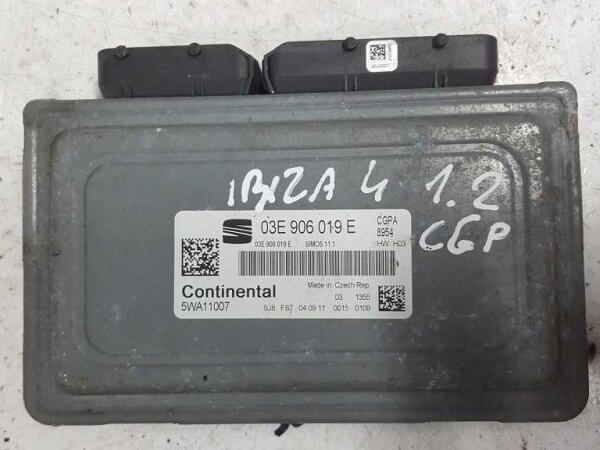 IBIZA 4 1.2
CGP
03E 906 019 E
CGPA
8954
03E 906 019 E SIMOS 11.1 HW: H03
Continental
5WA11007
Made in Czech Rep.
03 1355
SJ8 FST 04 09 11 0015 0109